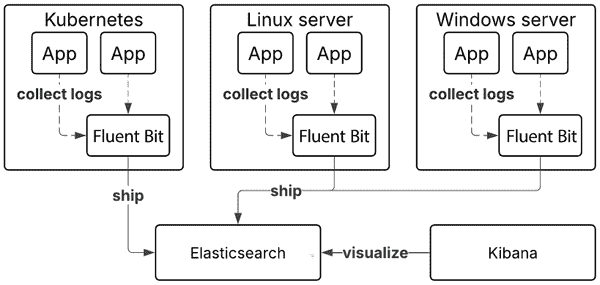 Kubernetes
App App
collect logs
Fluent Bit
Linux server
App App
collect logs
Fluent Bit
Windows server
App App
collect logs
Fluent Bit
ship
ship
Elasticsearch
visualize
Kibana